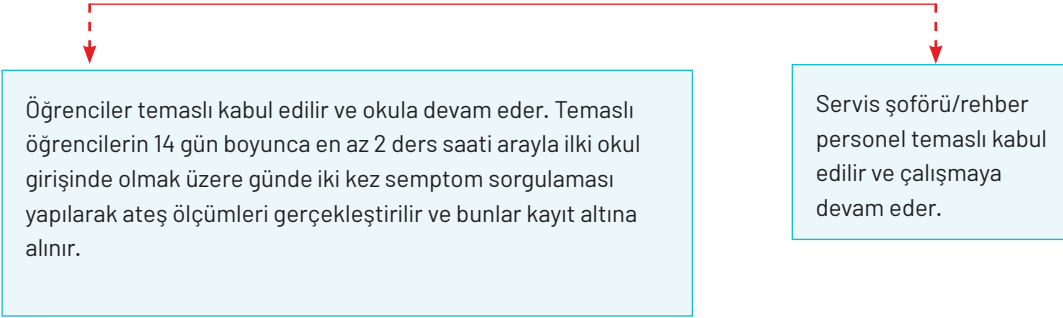 Öğrenciler temaslı kabul edilir ve okula devam eder. Temaslı
öğrencilerin 14 gün boyunca en az 2 ders saati arayla ilki okul
girişinde olmak üzere günde iki kez semptom sorgulaması
yapılarak ateş ölçümleri gerçekleştirilir ve bunlar kayıt altına
alınır.
Servis şoförü/rehber
personel temaslı kabul
edilir ve çalışmaya
devam eder.